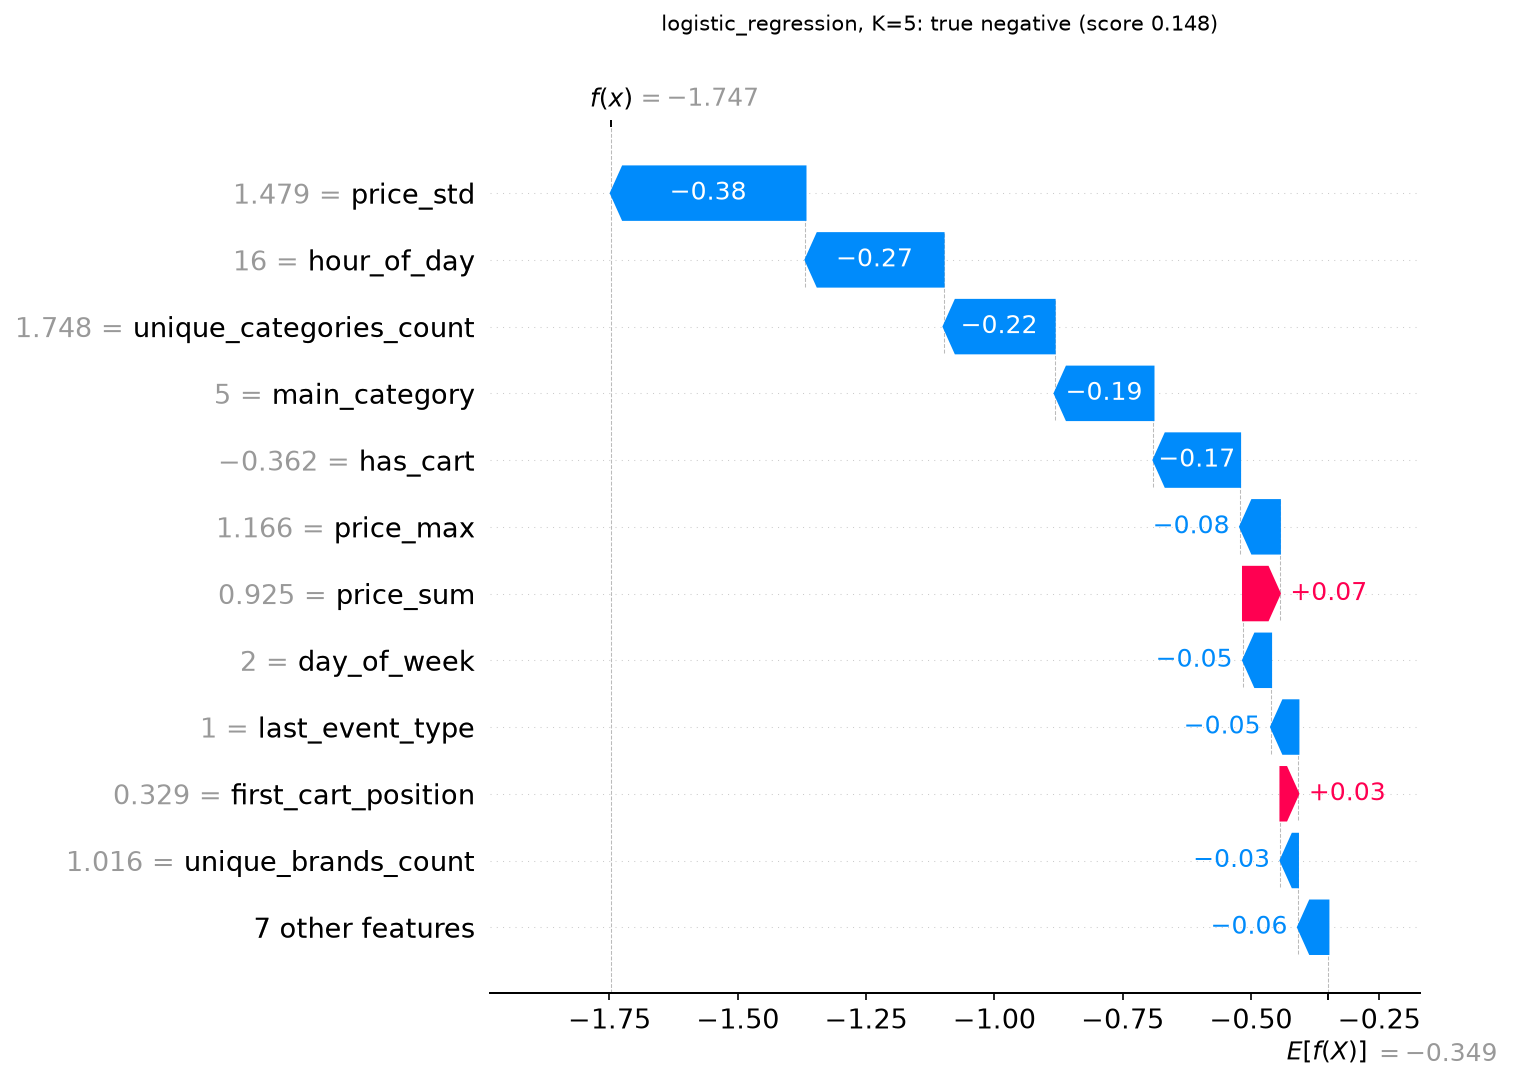 logistic_regression, K=5: true negative (score 0.148)
f(x) = −1.747
1.479 = price_std −0.38
16 = hour_of_day −0.27
1.748 = unique_categories_count −0.22
5 = main_category −0.19
−0.362 = has_cart −0.17
1.166 = price_max −0.08
0.925 = price_sum +0.07
2 = day_of_week −0.05
1 = last_event_type −0.05
0.329 = first_cart_position +0.03
1.016 = unique_brands_count −0.03
7 other features −0.06
−1.75 −1.50 −1.25 −1.00 −0.75 −0.50 −0.25
E[f(X)] = −0.349